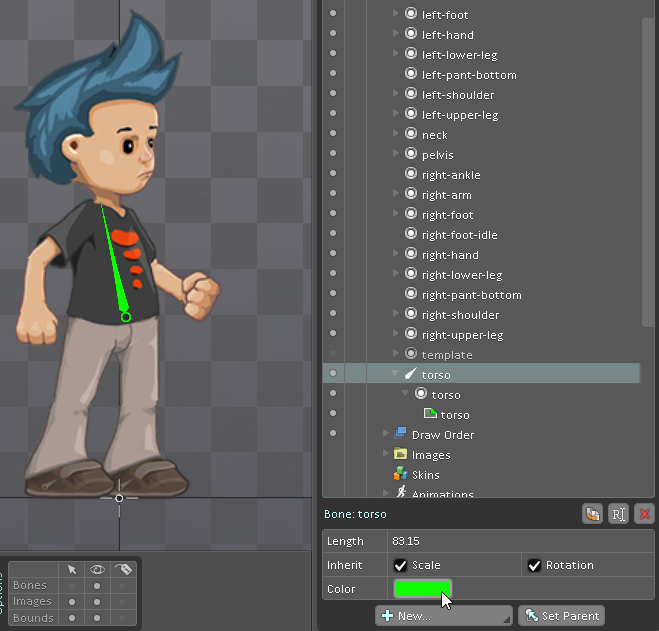 left-foot
left-hand
left-lower-leg
left-pant-bottom
left-shoulder
left-upper-leg
neck
pelvis
right-ankle
right-arm
right-foot
right-foot-idle
right-hand
right-lower-leg
right-pant-bottom
right-shoulder
right-upper-leg
template
torso
torso
torso
Draw Order
Images
Skins
Animations
Bone: torso
Length 83.15
Inherit Scale Rotation
Color
New... Set Parent
Options
Bones
Images
Bounds